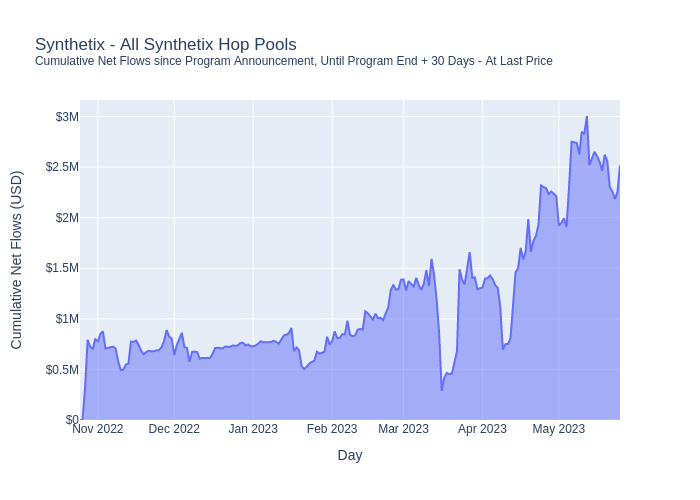 Synthetix - All Synthetix Hop Pools
Cumulative Net Flows since Program Announcement, Until Program End + 30 Days - At Last Price
Cumulative Net Flows (USD)
$3M
$2.5M
$2M
$1.5M
$1M
$0.5M
$0
Nov 2022 Dec 2022 Jan 2023 Feb 2023 Mar 2023 Apr 2023 May 2023
Day